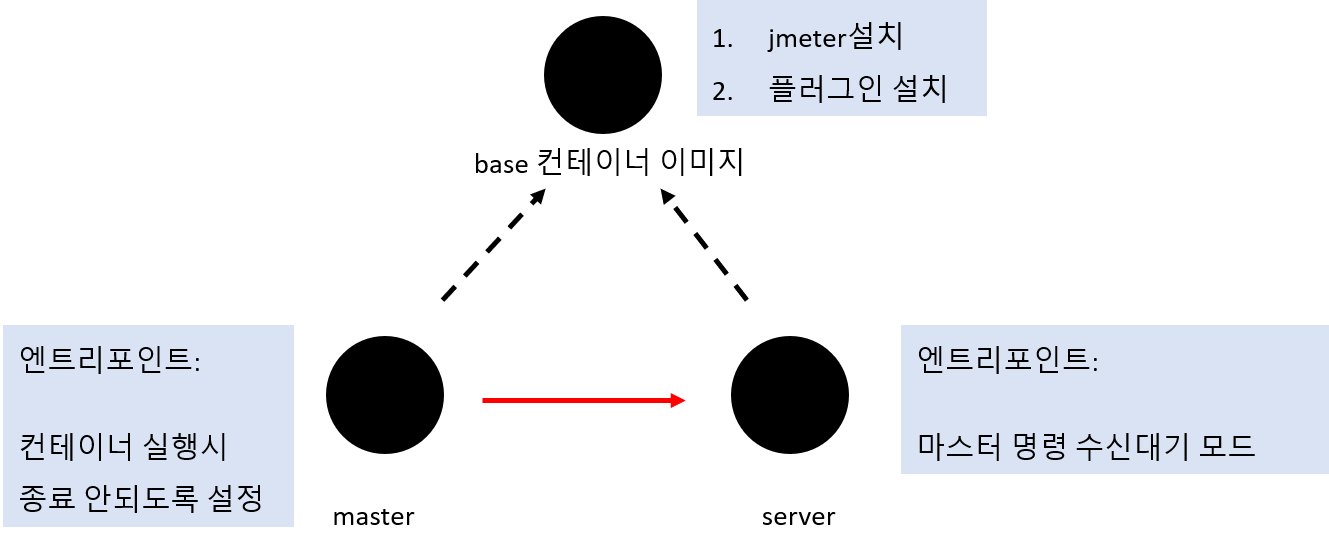 1. jmeter설치
2. 플러그인 설치
base 컨테이너 이미지
엔트리포인트:
컨테이너 실행시
종료 안되도록 설정
master
엔트리포인트:
마스터 명령 수신대기 모드
server